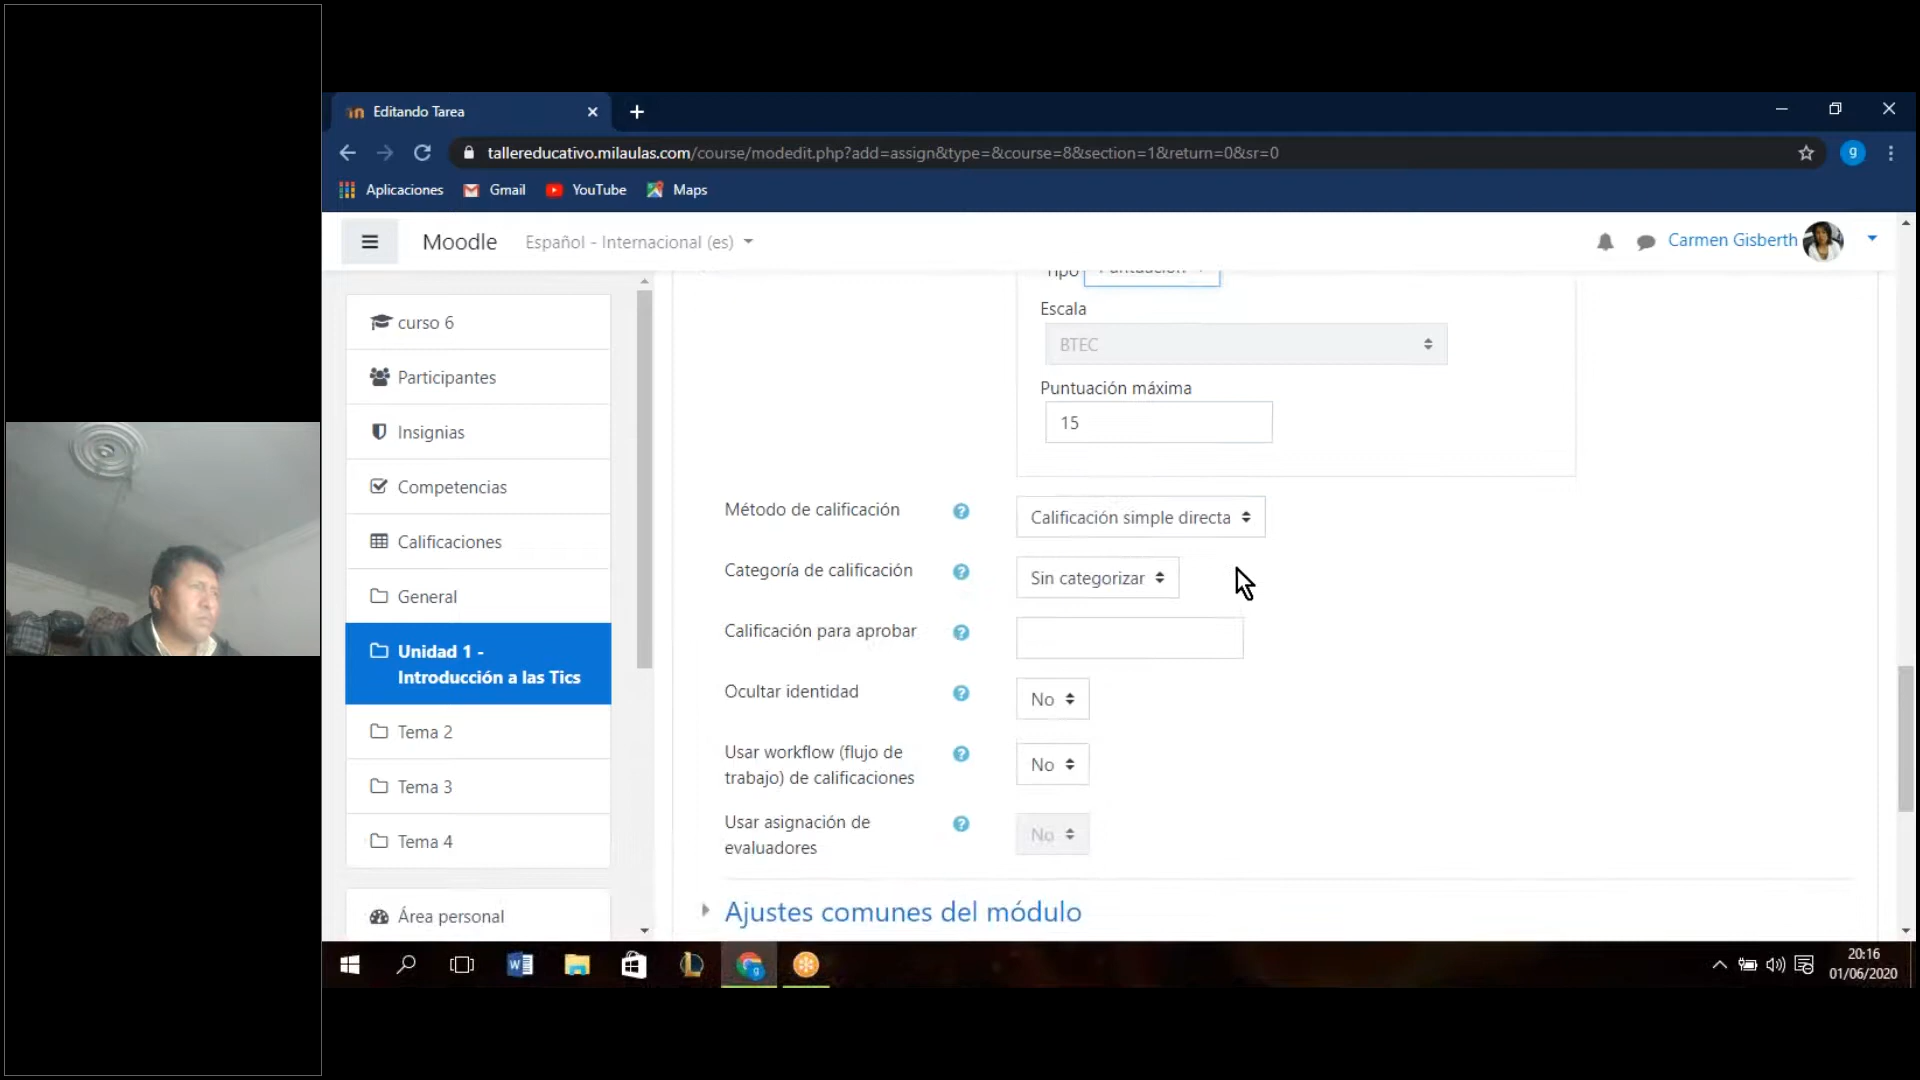 Editando Tarea
tallereducativo.milaulas.com/course/modedit.php?add=assign&type=&course=8&section=1&return=0&sr=0
g
Aplicaciones
Gmail
YouTube
Maps
Moodle
Español - Internacional (es)
Carmen Gisberth
curso 6
Participantes
Insignias
Competencias
Calificaciones
General
Unidad 1 -
Introducción a las Tics
Tema 2
Tema 3
Tema 4
Área personal
Tipo
Puntuación
Escala
BTEC
Puntuación máxima
15
Método de calificación
Calificación simple directa
Categoría de calificación
Sin categorizar
Calificación para aprobar
Ocultar identidad
No
Usar workflow (flujo de
trabajo) de calificaciones
No
Usar asignación de
evaluadores
No
Ajustes comunes del módulo
20:16
01/06/2020